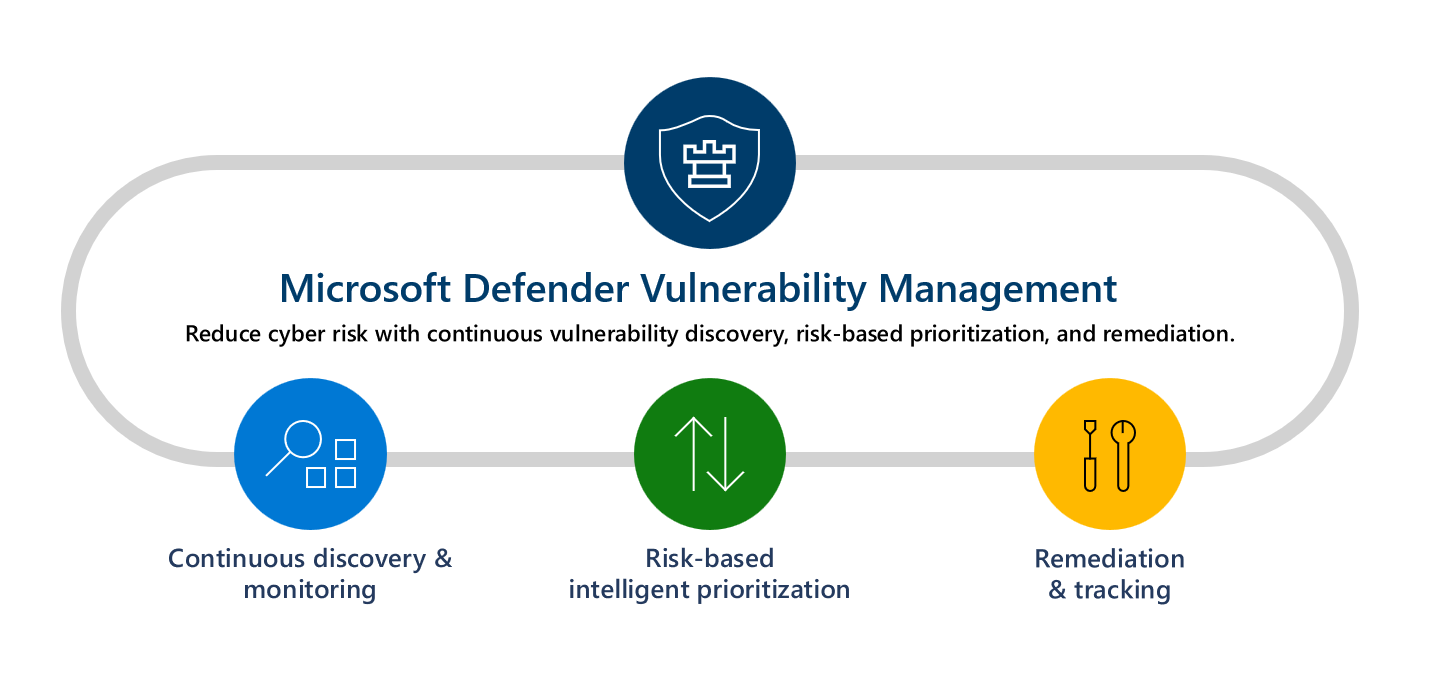 Microsoft Defender Vulnerability Management
Reduce cyber risk with continuous vulnerability discovery, risk-based prioritization, and remediation.
Continuous discovery &
monitoring
Risk-based
intelligent prioritization
Remediation
& tracking